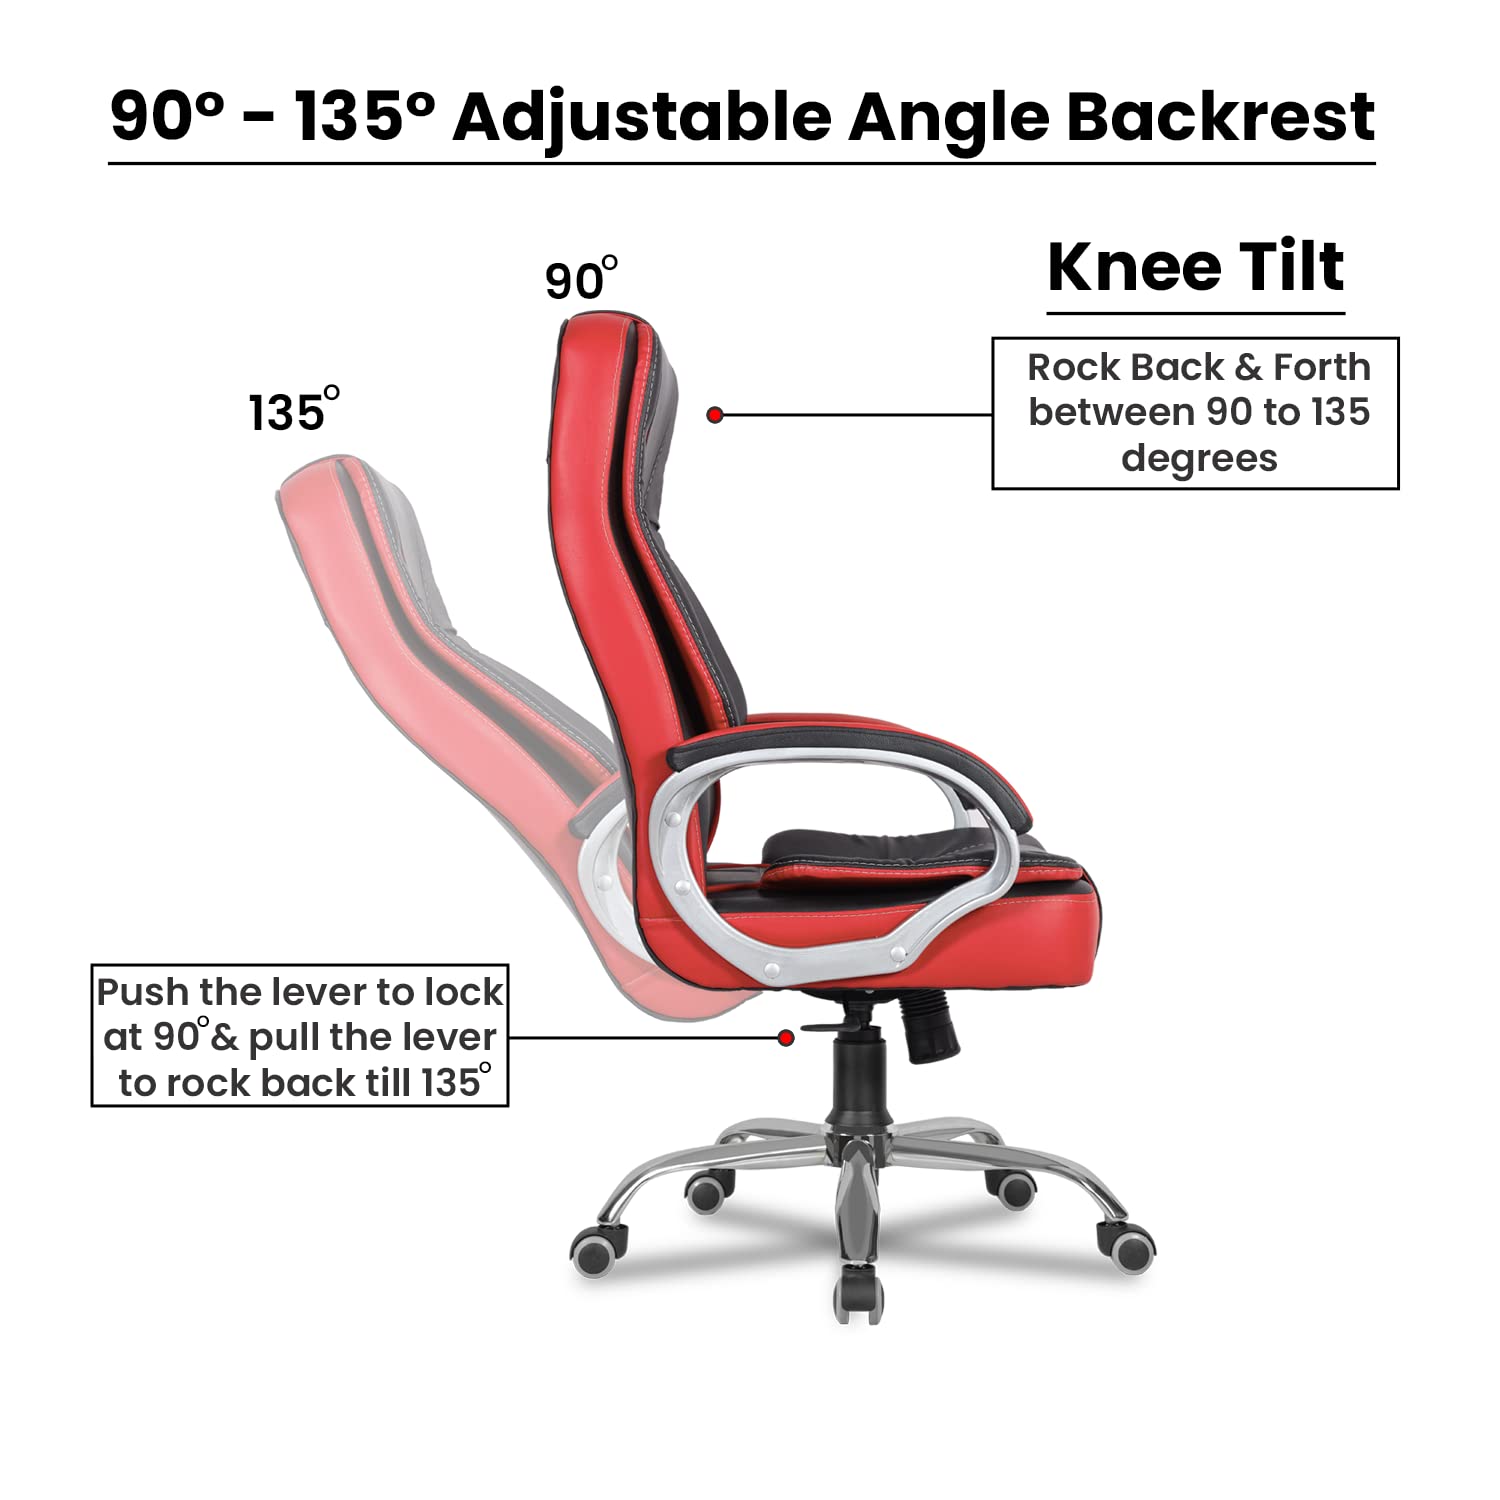 90° - 135° Adjustable Angle Backrest
Knee Tilt
90°
Rock Back & Forth
between 90 to 135
degrees
135°
Push the lever to lock
at 90°& pull the lever
to rock back till 135°